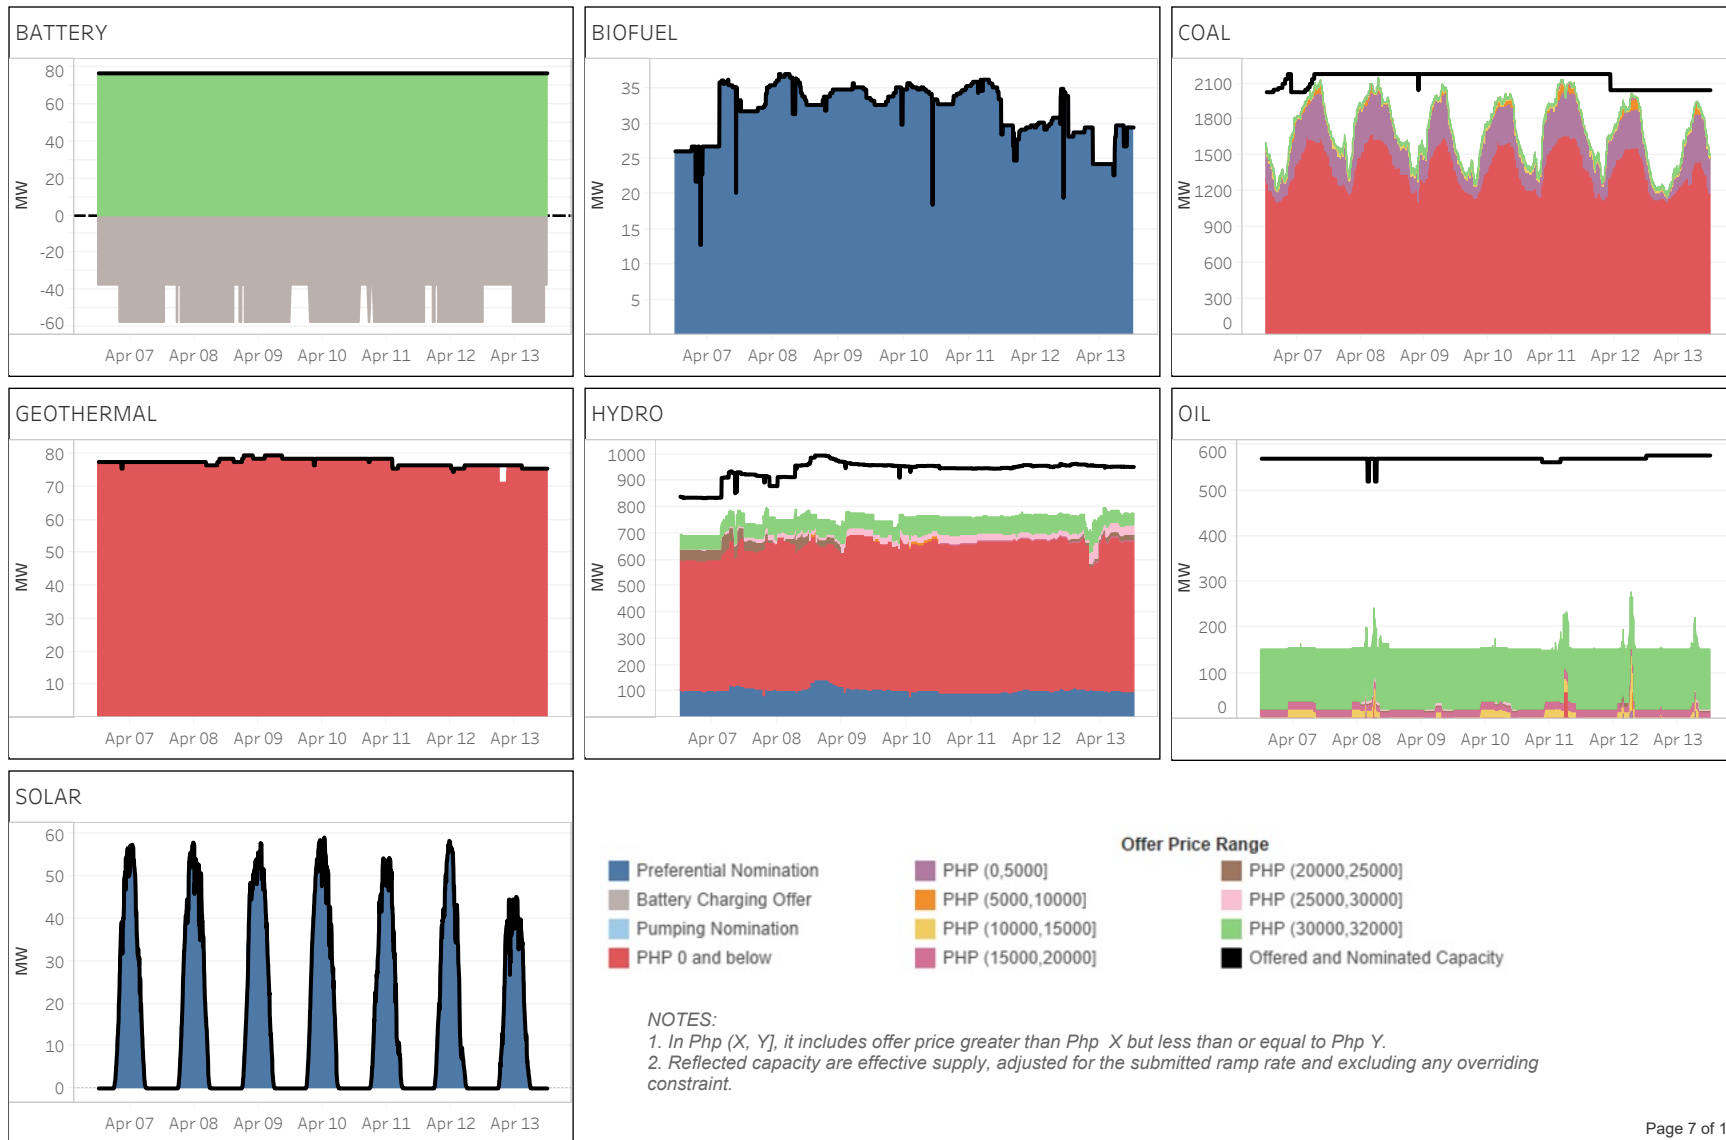 BATTERY
80
60
40
20
0
-20
-40
-60
MW
Apr 07 Apr 08 Apr 09 Apr 10 Apr 11 Apr 12 Apr 13
BIOFUEL
35
30
25
20
15
10
5
MW
Apr 07 Apr 08 Apr 09 Apr 10 Apr 11 Apr 12 Apr 13
COAL
2100
1800
1500
1200
900
600
300
0
MW
Apr 07 Apr 08 Apr 09 Apr 10 Apr 11 Apr 12 Apr 13
GEOTHERMAL
80
70
60
50
40
30
20
10
MW
Apr 07 Apr 08 Apr 09 Apr 10 Apr 11 Apr 12 Apr 13
HYDRO
1000
900
800
700
600
500
400
300
200
100
MW
Apr 07 Apr 08 Apr 09 Apr 10 Apr 11 Apr 12 Apr 13
OIL
600
500
400
300
200
100
0
MW
Apr 07 Apr 08 Apr 09 Apr 10 Apr 11 Apr 12 Apr 13
SOLAR
60
50
40
30
20
10
0
MW
Apr 07 Apr 08 Apr 09 Apr 10 Apr 11 Apr 12 Apr 13
Offer Price Range
Preferential Nomination
Battery Charging Offer
Pumping Nomination
PHP 0 and below
PHP (0,5000]
PHP (5000,10000]
PHP (10000,15000]
PHP (15000,20000]
PHP (20000,25000]
PHP (25000,30000]
PHP (30000,32000]
Offered and Nominated Capacity
NOTES:
1. In Php (X, Y], it includes offer price greater than Php X but less than or equal to Php Y.
2. Reflected capacity are effective supply, adjusted for the submitted ramp rate and excluding any overriding
constraint.
Page 7 of 1